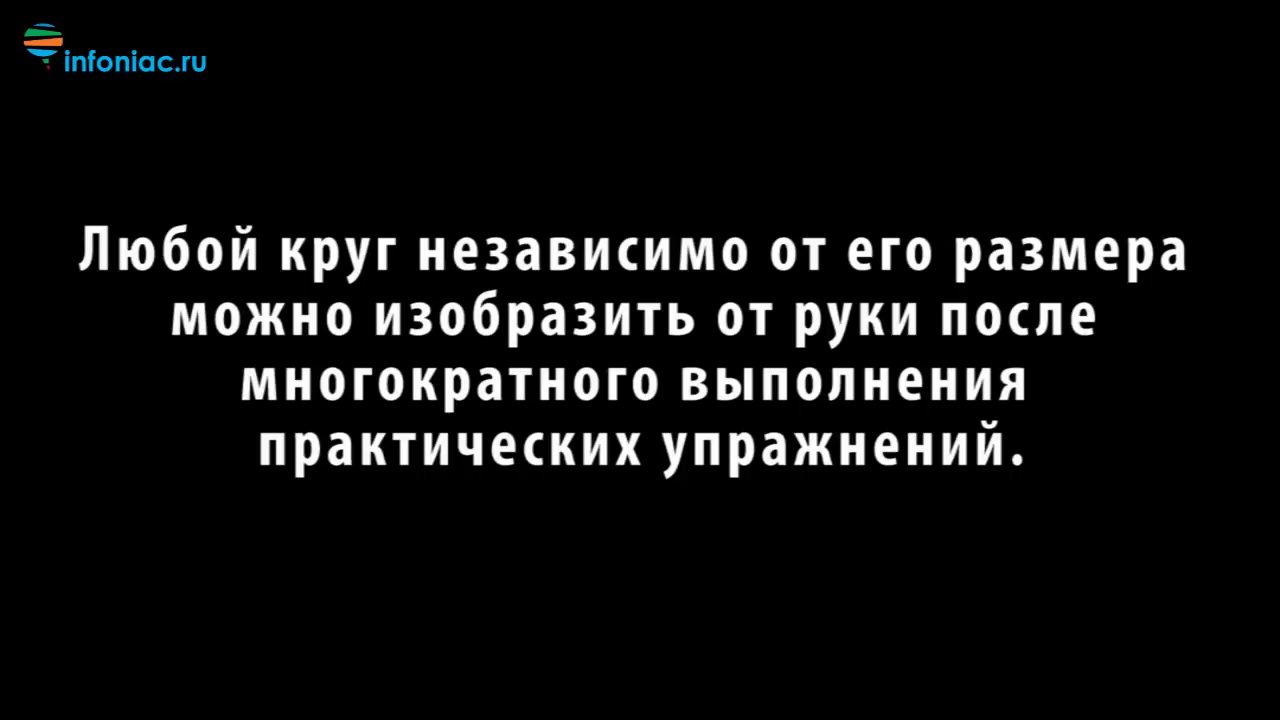 infoniac.ru
Любой круг независимо от его размера
можно изобразить от руки после
многократного выполнения
практических упражнений.